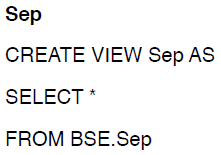 Sep
CREATE VIEW Sep AS
SELECT *
FROM BSE.Sep